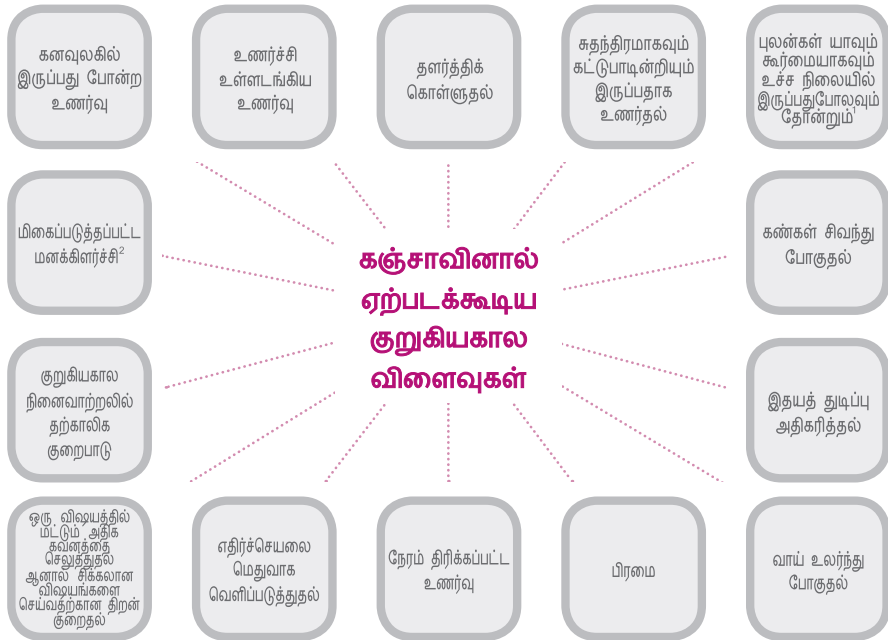 கனவுலகில்
இருப்பது போன்ற
உணர்வு
உணர்ச்சி
உள்ளடங்கிய
உணர்வு
தளர்த்திக்
கொள்ளுதல்
சுதந்திரமாகவும்
கட்டுபாடின்றியும்
இருப்பதாக
உணர்தல்
புலன்கள் யாவும்
கூர்மையாகவும்
உச்ச நிலையில்
இருப்பதுபோலவும்
தோன்றும்¹
மிகைப்படுத்தப்பட்ட
மனக்கிளர்ச்சி²
கஞ்சாவினால்
ஏற்படக்கூடிய
குறுகியகால
விளைவுகள்
கண்கள் சிவந்து
போகுதல்
குறுகியகால
நினைவாற்றலில்
தற்காலிக
குறைபாடு
இதயத் துடிப்பு
அதிகரித்தல்
ஒரு விஷயத்தில்
மட்டும் அதிக
கவனத்தை
செலுத்துதல்
ஆனால் சிக்கலான
விஷயங்களை
செய்வதற்கான திறன்
குறைதல்
எதிர்ச்செயலை
மெதுவாக
வெளிப்படுத்துதல்
நேரம் திரிக்கப்பட்ட
உணர்வு
பிரமை
வாய் உலர்ந்து
போகுதல்